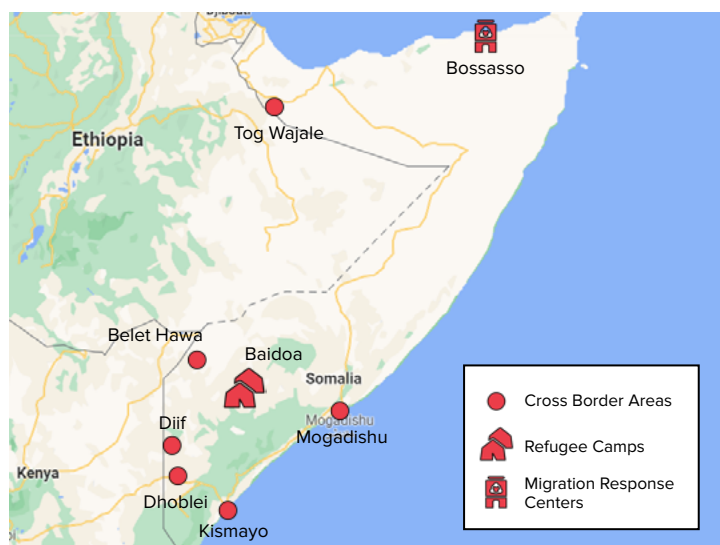 Djibouti
Bossasso
Tog Wajale
Ethiopia
Belet Hawa
Baidoa
Somalia
Mogadishu
Mogadishu
Diif
Kenya
Dhoblei
Kismayo
Cross Border Areas
Refugee Camps
Migration Response
Centers